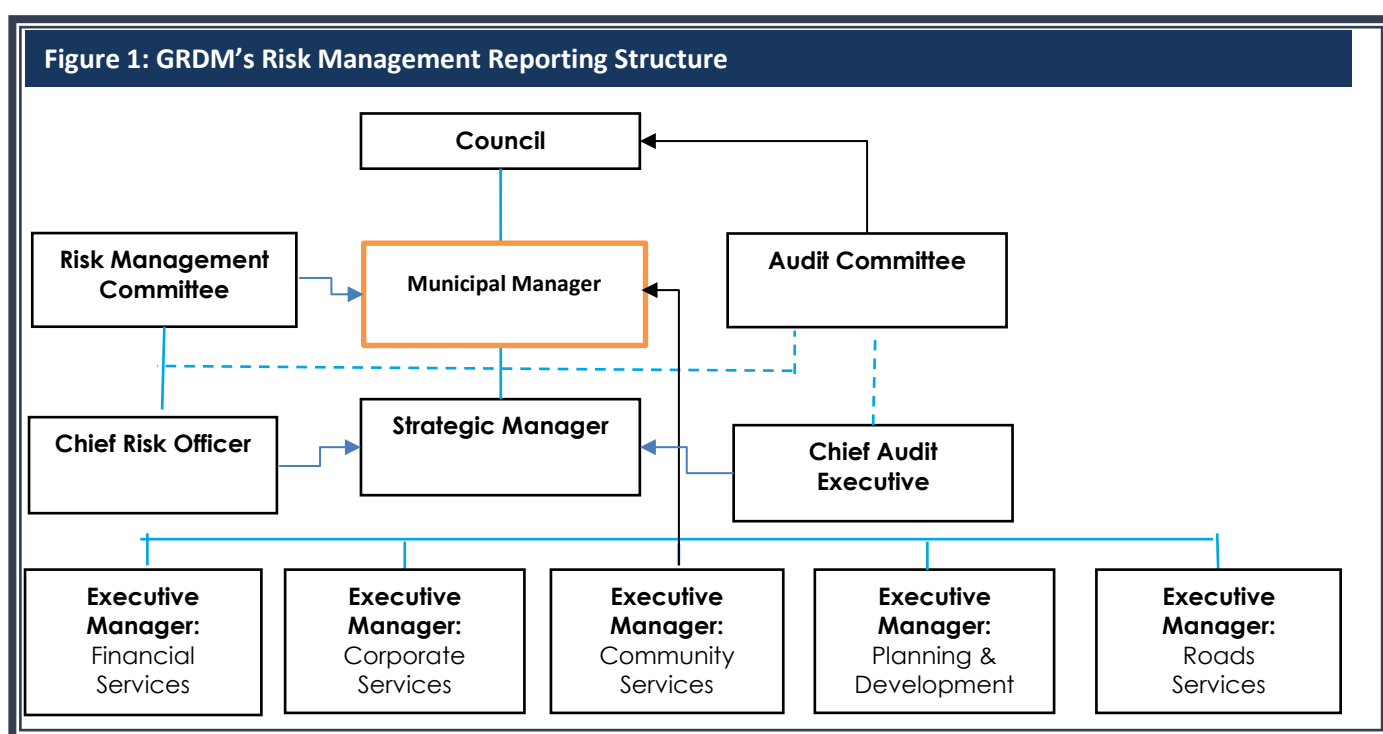 Figure 1: GRDM’s Risk Management Reporting Structure
Council
Risk Management
Committee
Municipal Manager
Audit Committee
Chief Risk Officer
Strategic Manager
Chief Audit
Executive
Executive
Manager:
Financial
Services
Executive
Manager:
Corporate
Services
Executive
Manager:
Community
Services
Executive
Manager:
Planning &
Development
Executive
Manager:
Roads
Services